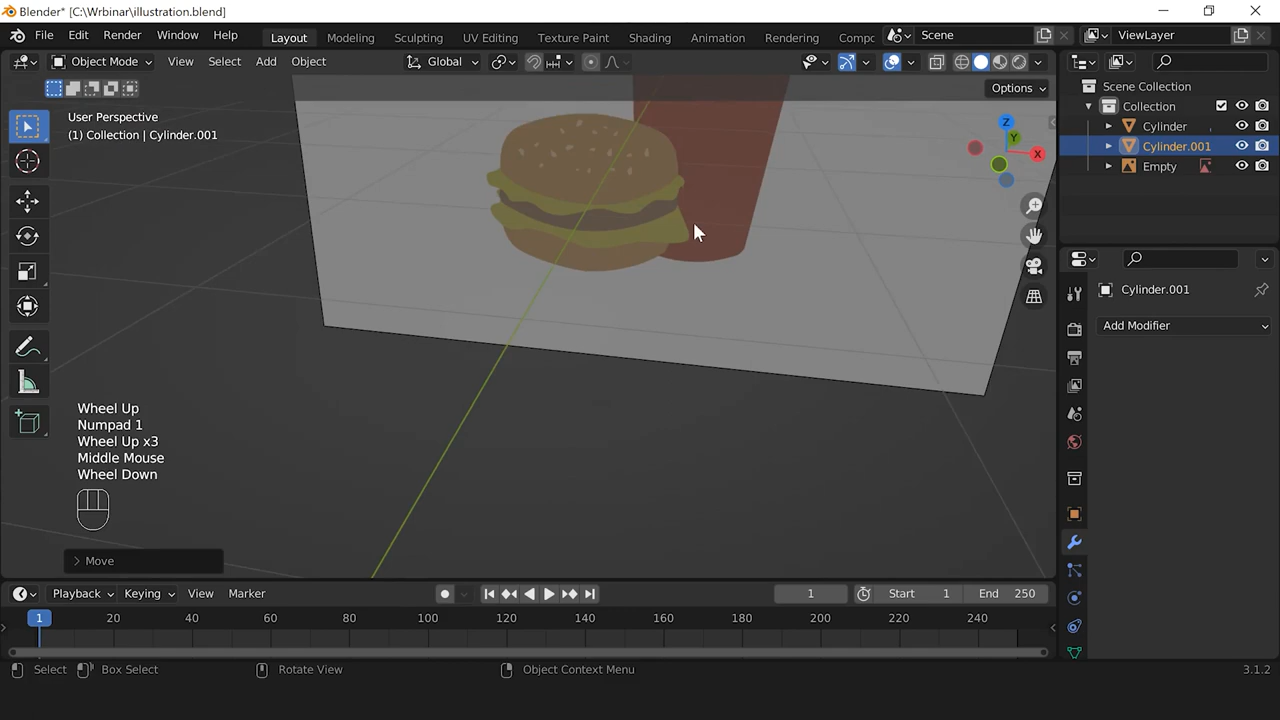 Blender* [C:\Wrbinar\illustration.blend]
File Edit Render Window Help Layout Modeling Sculpting UV Editing Texture Paint Shading Animation Rendering Compc Scene ViewLayer
Object Mode View Select Add Object Global
Options
User Perspective
(1) Collection | Cylinder.001
Z
Y
X
Scene Collection
Collection
Cylinder
Cylinder.001
Empty
Cylinder.001
Add Modifier
Wheel Up
Numpad 1
Wheel Up x3
Middle Mouse
Wheel Down
Move
Playback Keying View Marker 1 Start 1 End 250
1 20 40 60 80 100 120 140 160 180 200 220 240
Select Box Select Rotate View Object Context Menu 3.1.2